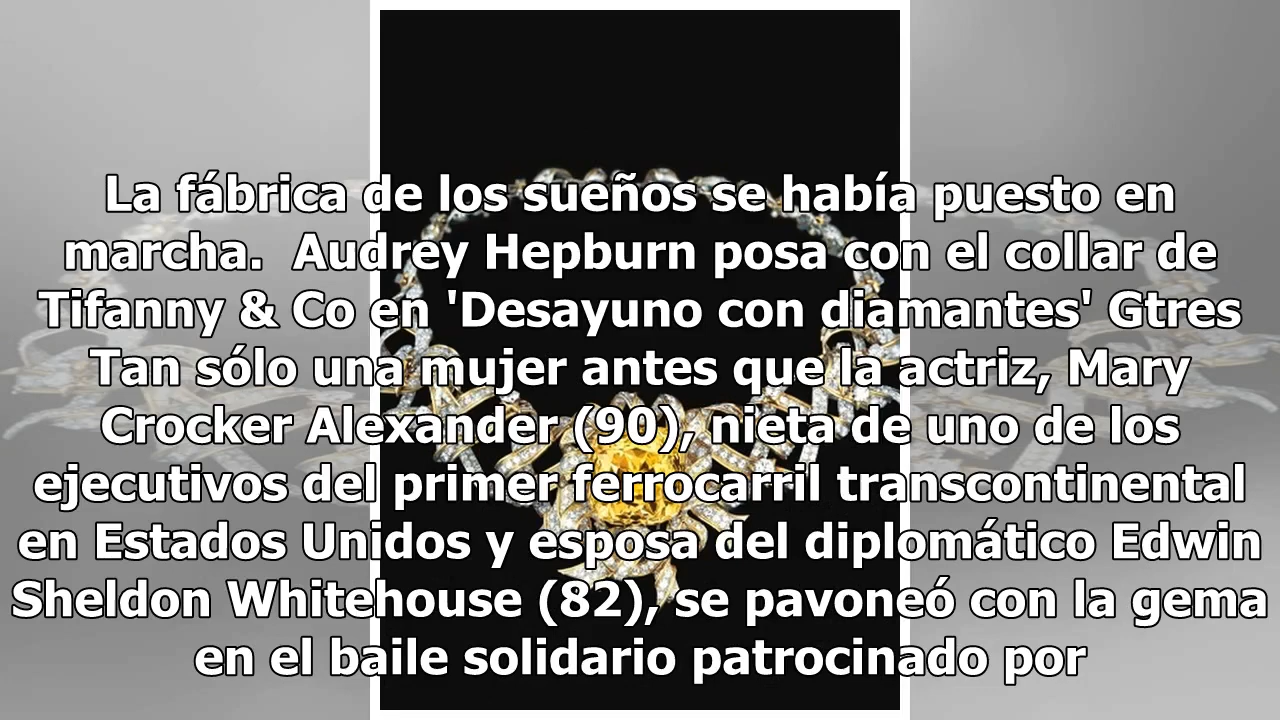 La fábrica de los sueños se había puesto en
marcha.  Audrey Hepburn posa con el collar de
Tifanny & Co en 'Desayuno con diamantes' Gtres
Tan sólo una mujer antes que la actriz, Mary
Crocker Alexander (90), nieta de uno de los
ejecutivos del primer ferrocarril transcontinental
en Estados Unidos y esposa del diplomático Edwin
Sheldon Whitehouse (82), se pavoneó con la gema
en el baile solidario patrocinado por